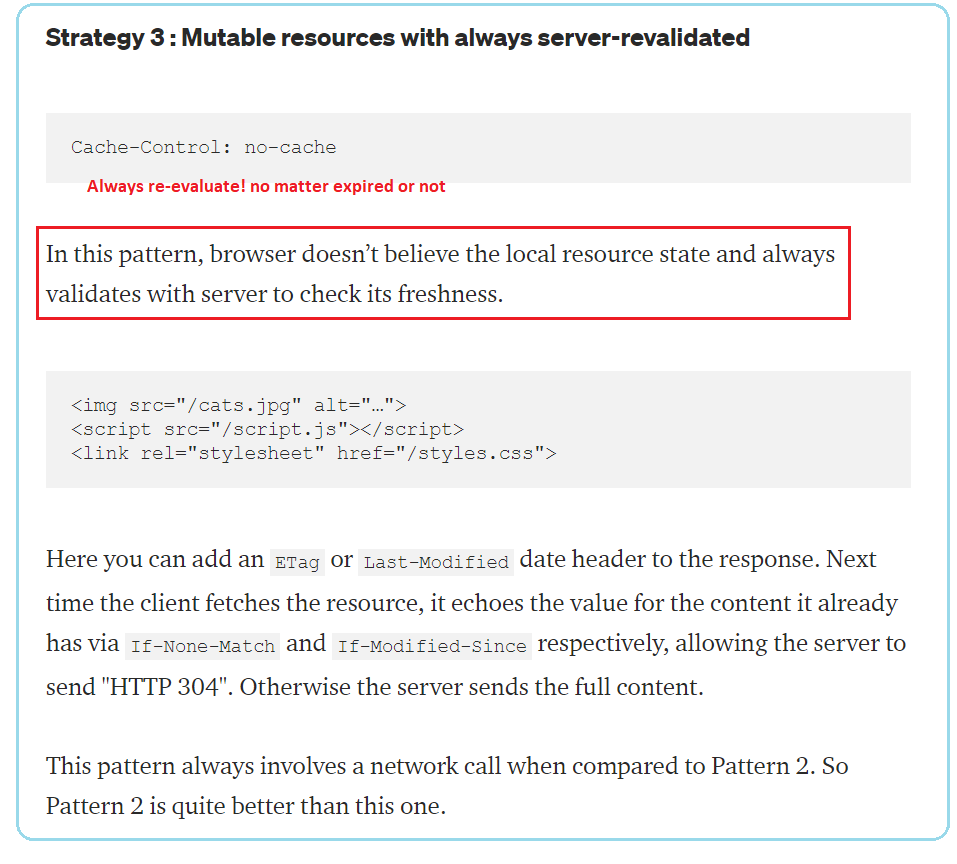 Strategy 3 : Mutable resources with always server-revalidated
Cache-Control: no-cache
Always re-evaluate! no matter expired or not
In this pattern, browser doesn’t believe the local resource state and always
validates with server to check its freshness.
<img src="/cats.jpg" alt="…">
<script src="/script.js"></script>
<link rel="stylesheet" href="/styles.css">
Here you can add an ETag or Last-Modified date header to the response. Next
time the client fetches the resource, it echoes the value for the content it already
has via If-None-Match and If-Modified-Since respectively, allowing the server to
send "HTTP 304". Otherwise the server sends the full content.
This pattern always involves a network call when compared to Pattern 2. So
Pattern 2 is quite better than this one.